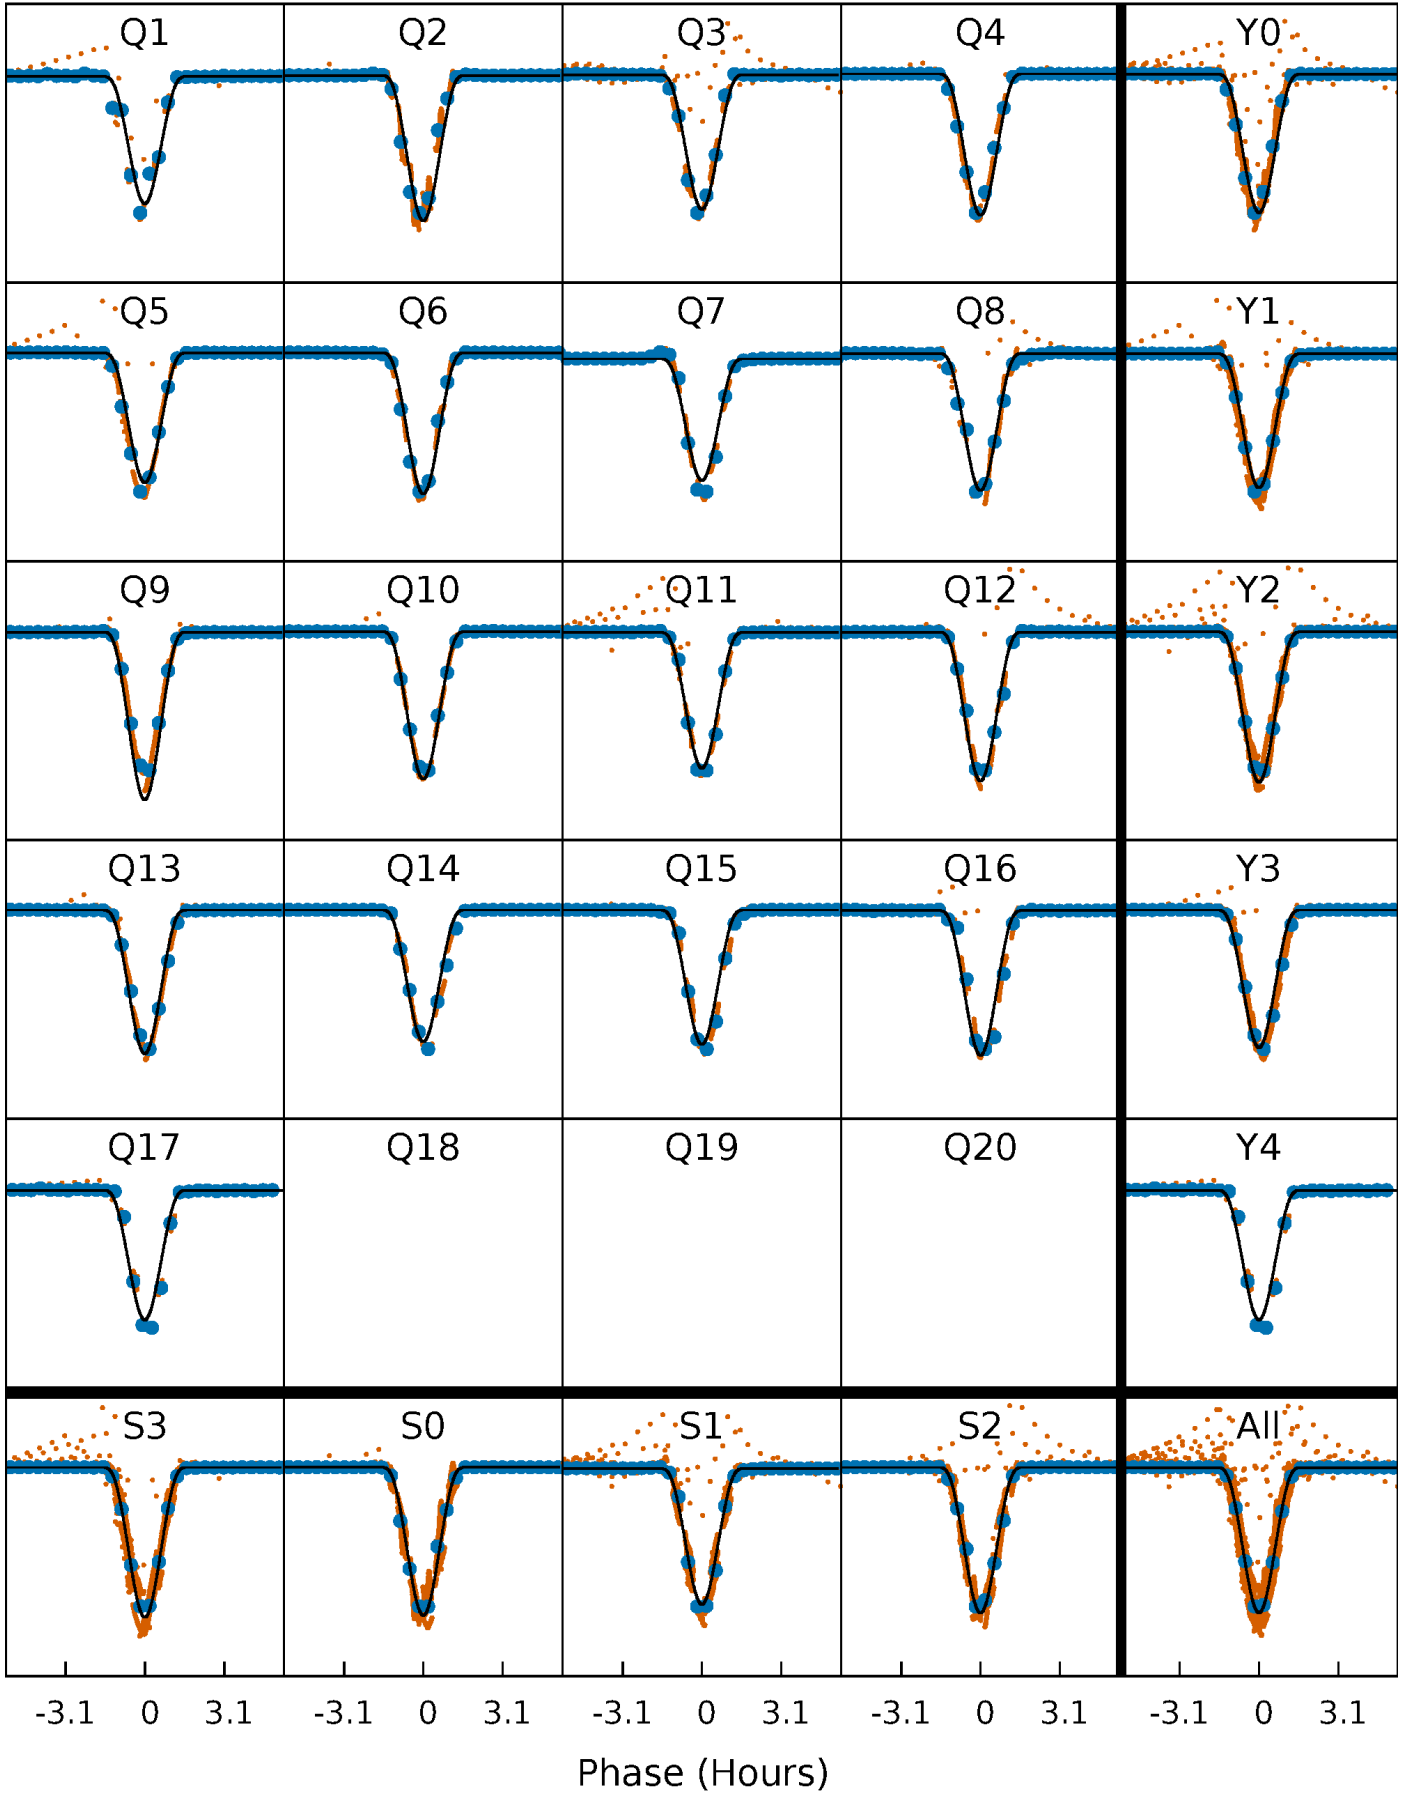 Q1 Q2 Q3 Q4 Y0
Q5 Q6 Q7 Q8 Y1
Q9 Q10 Q11 Q12 Y2
Q13 Q14 Q15 Q16 Y3
Q17 Q18 Q19 Q20 Y4
S3 S0 S1 S2 All
-3.1 0 3.1 -3.1 0 3.1 -3.1 0 3.1 -3.1 0 3.1 -3.1 0 3.1
Phase (Hours)